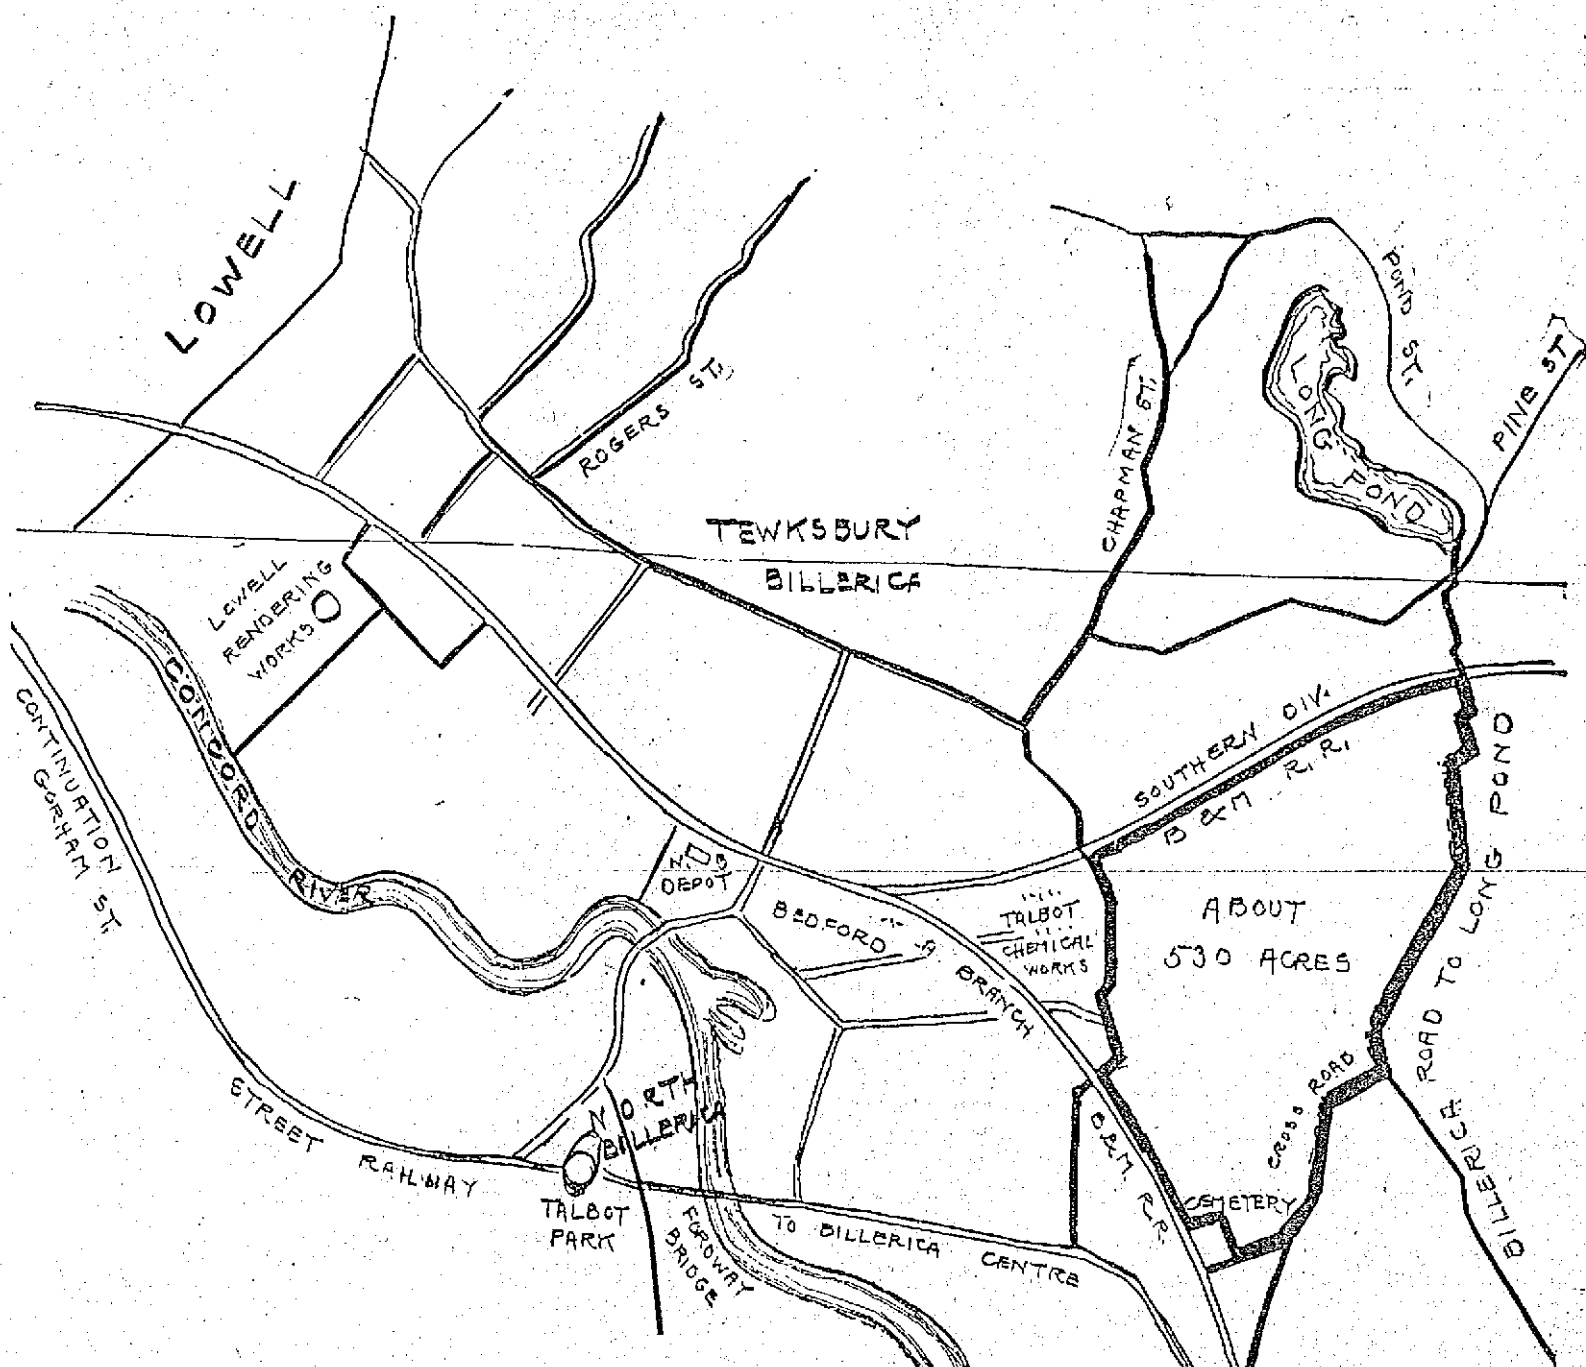 LOWELL
POND ST.
PINE ST
LONG POND
ROGERS ST.
CHAPMAN ST.
TEWKSBURY
BILLERICA
LOWELL
RENDERING
WORKS
CONCORD
RIVER
CONTINUATION
GORHAM ST.
SOUTHERN DIV.
B & M R. R.
N. B.
DEPOT
BEDFORD
BRANCH
TALBOT
CHEMICAL
WORKS
ABOUT
530 ACRES
BILLERICA ROAD TO LONG POND
CROSS ROAD
STREET RAILWAY
NORTH
BILLERICA
B & M. R. R.
CEMETERY
TALBOT
PARK
FORDWAY
BRIDGE
TO BILLERICA CENTRE